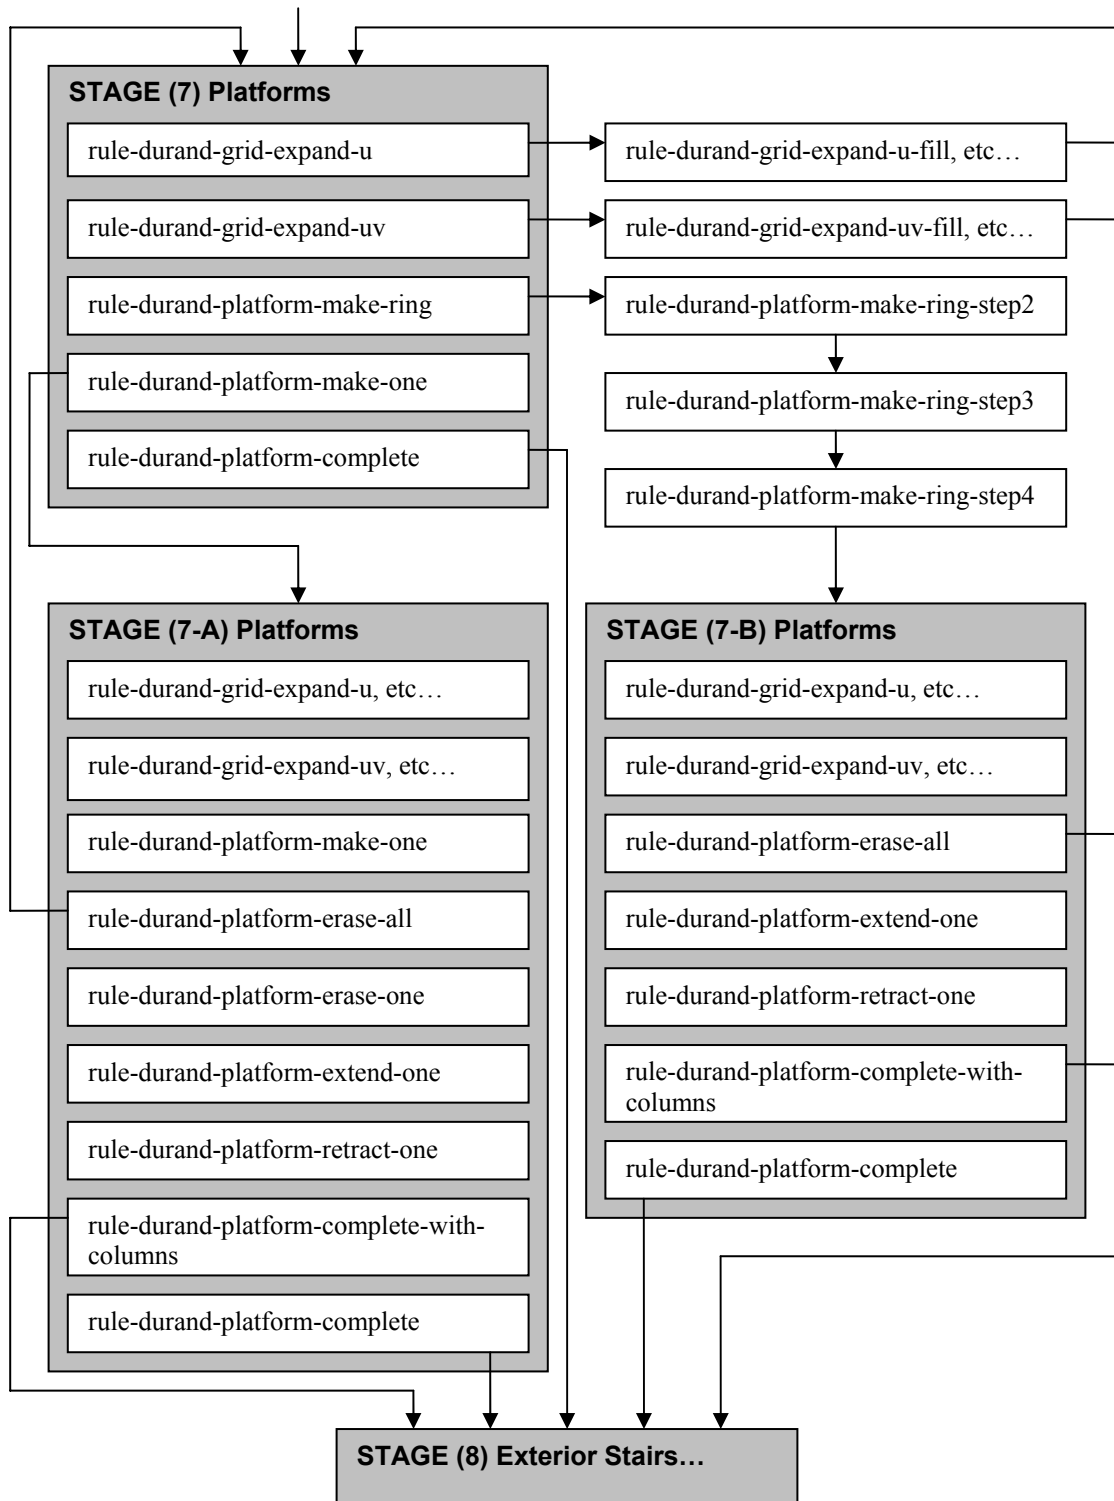 STAGE (7) Platforms
rule-durand-grid-expand-u
rule-durand-grid-expand-u-fill, etc…
rule-durand-grid-expand-uv
rule-durand-grid-expand-uv-fill, etc…
rule-durand-platform-make-ring
rule-durand-platform-make-ring-step2
rule-durand-platform-make-one
rule-durand-platform-make-ring-step3
rule-durand-platform-complete
rule-durand-platform-make-ring-step4
STAGE (7-A) Platforms
rule-durand-grid-expand-u, etc…
rule-durand-grid-expand-uv, etc…
rule-durand-platform-make-one
rule-durand-platform-erase-all
rule-durand-platform-erase-one
rule-durand-platform-extend-one
rule-durand-platform-retract-one
rule-durand-platform-complete-with-
columns
rule-durand-platform-complete
STAGE (7-B) Platforms
rule-durand-grid-expand-u, etc…
rule-durand-grid-expand-uv, etc…
rule-durand-platform-erase-all
rule-durand-platform-extend-one
rule-durand-platform-retract-one
rule-durand-platform-complete-with-
columns
rule-durand-platform-complete
STAGE (8) Exterior Stairs…